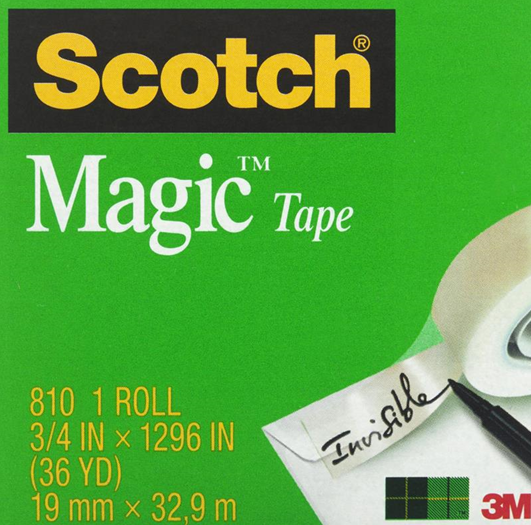 Scotch®
Magic™ Tape
810 1 ROLL
3/4 IN × 1296 IN
(36 YD)
19 mm × 32,9 m
Invisible
3M